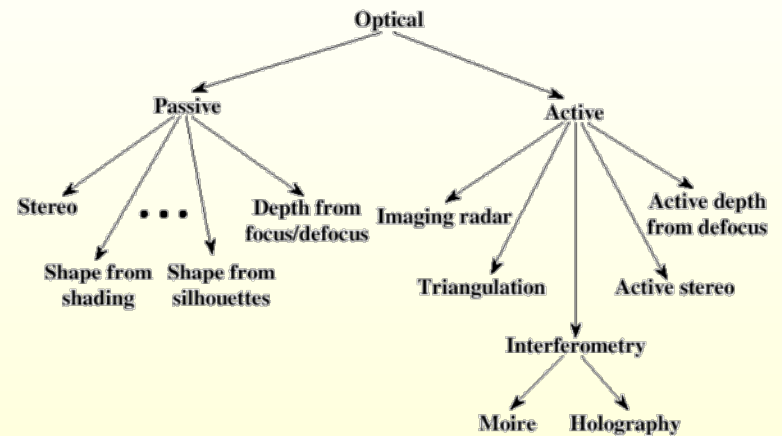 Optical
Passive
Active
Stereo
• • •
Depth from
focus/defocus
Imaging radar
Active depth
from defocus
Shape from
shading
Shape from
silhouettes
Triangulation
Active stereo
Interferometry
Moire
Holography